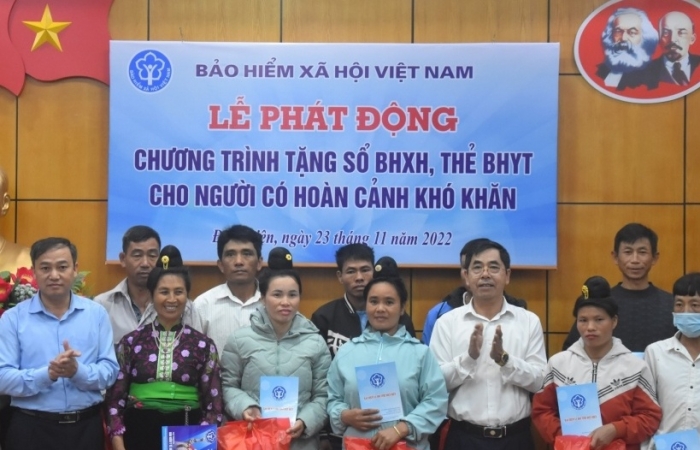 BẢO HIỂM XÃ HỘI VIỆT NAM
LỄ PHÁT ĐỘNG
CHƯƠNG TRÌNH TẶNG SỔ BHXH, THẺ BHYT
CHO NGƯỜI CÓ HOÀN CẢNH KHÓ KHĂN
ngày 23 tháng 11 năm 2022